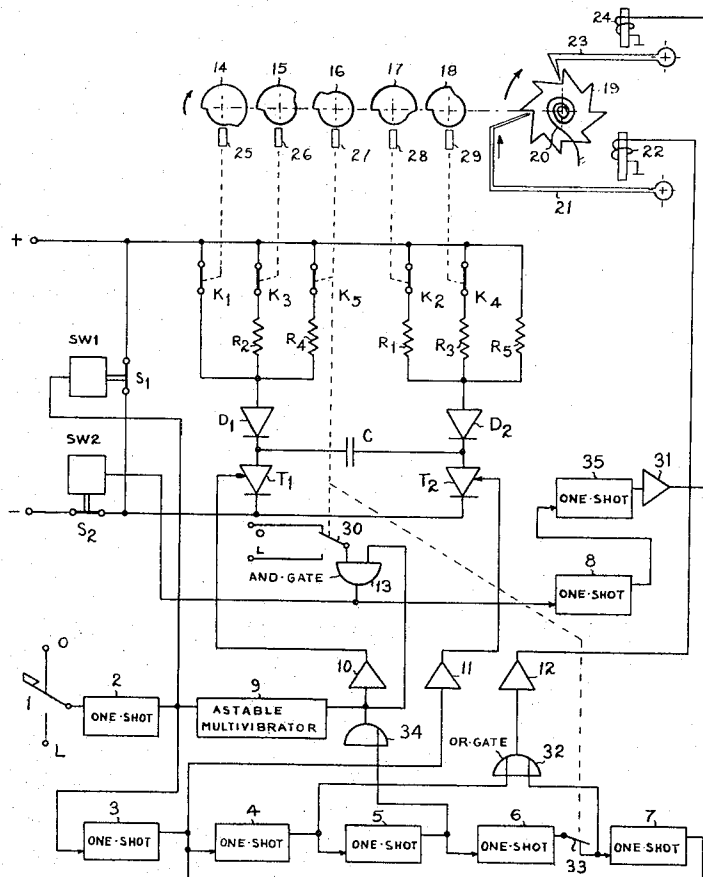 24
23
14 15 16 17 18
19
25 26 27 28 29
20
22
21
+
K1 K3 K5 K2 K4
R2 R4 R1 R3 R5
SW1
S1
D1 C D2
SW2
T1 T2
35 31
ONE-SHOT
-
S2
O
30
L
AND-GATE
13
8
ONE-SHOT
10 11 12
O
2 9
1 ONE-SHOT ASTABLE MULTIVIBRATOR
34
OR-GATE 32
L
3 4 5 6 7
ONE-SHOT ONE-SHOT ONE-SHOT ONE-SHOT ONE-SHOT
33